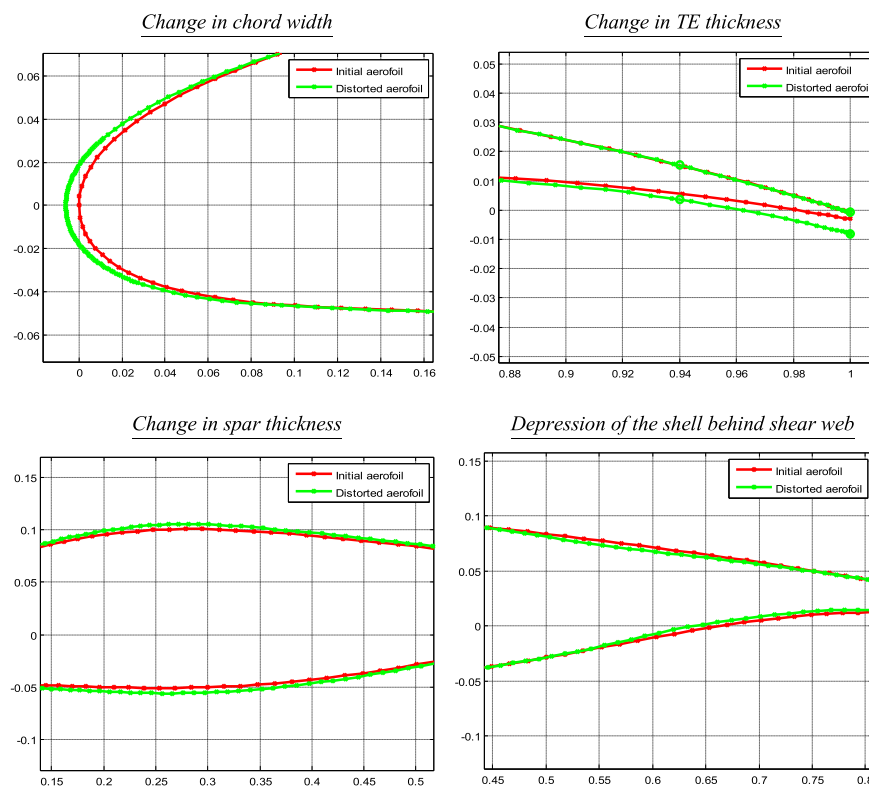 Change in chord width
0.06
0.04
0.02
0
-0.02
-0.04
-0.06
0 0.02 0.04 0.06 0.08 0.1 0.12 0.14 0.16
Initial aerofoil
Distorted aerofoil
Change in TE thickness
0.05
0.04
0.03
0.02
0.01
0
-0.01
-0.02
-0.03
-0.04
-0.05
0.88 0.9 0.92 0.94 0.96 0.98 1
Initial aerofoil
Distorted aerofoil
Change in spar thickness
0.15
0.1
0.05
0
-0.05
-0.1
0.15 0.2 0.25 0.3 0.35 0.4 0.45 0.5
Initial aerofoil
Distorted aerofoil
Depression of the shell behind shear web
0.15
0.1
0.05
0
-0.05
-0.1
0.45 0.5 0.55 0.6 0.65 0.7 0.75 0.8
Initial aerofoil
Distorted aerofoil